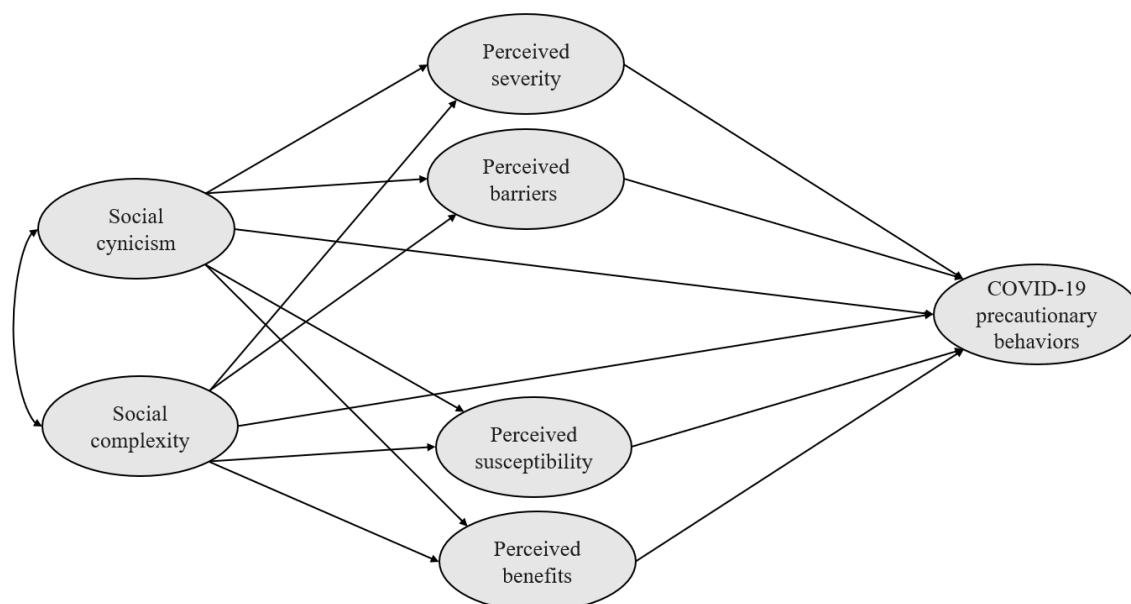 Perceived
severity
Perceived
barriers
Social
cynicism
COVID-19
precautionary
behaviors
Social
complexity
Perceived
susceptibility
Perceived
benefits